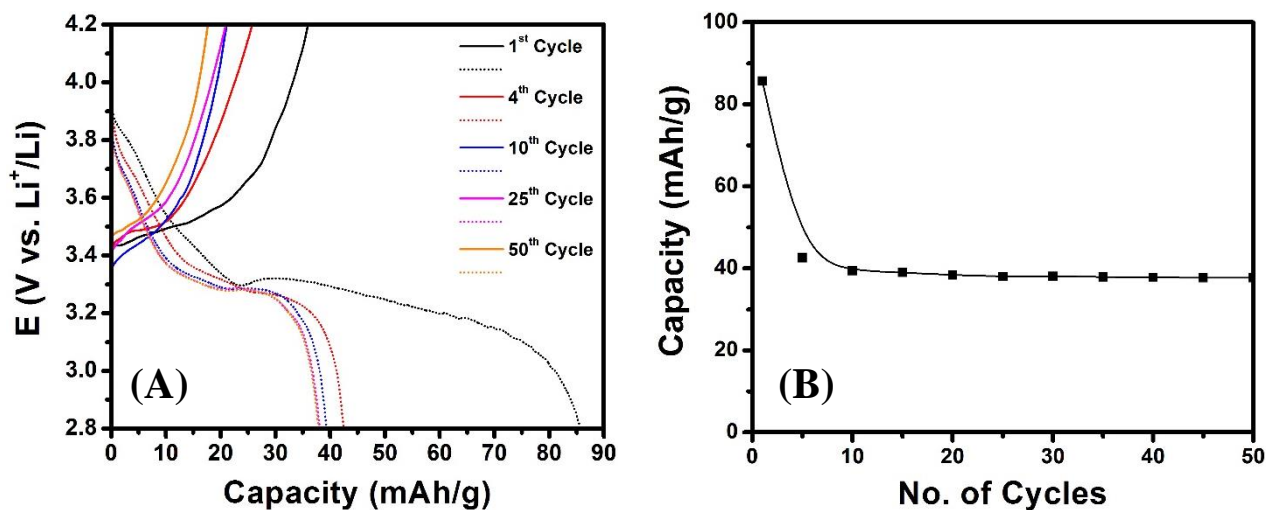 4.2
4.0
3.8
3.6
3.4
3.2
3.0
2.8
E (V vs. Li⁺/Li)
1ˢᵗ Cycle
4ᵗʰ Cycle
10ᵗʰ Cycle
25ᵗʰ Cycle
50ᵗʰ Cycle
(A)
0 10 20 30 40 50 60 70 80 90
Capacity (mAh/g)
100
80
60
40
20
0
Capacity (mAh/g)
(B)
0 10 20 30 40 50
No. of Cycles